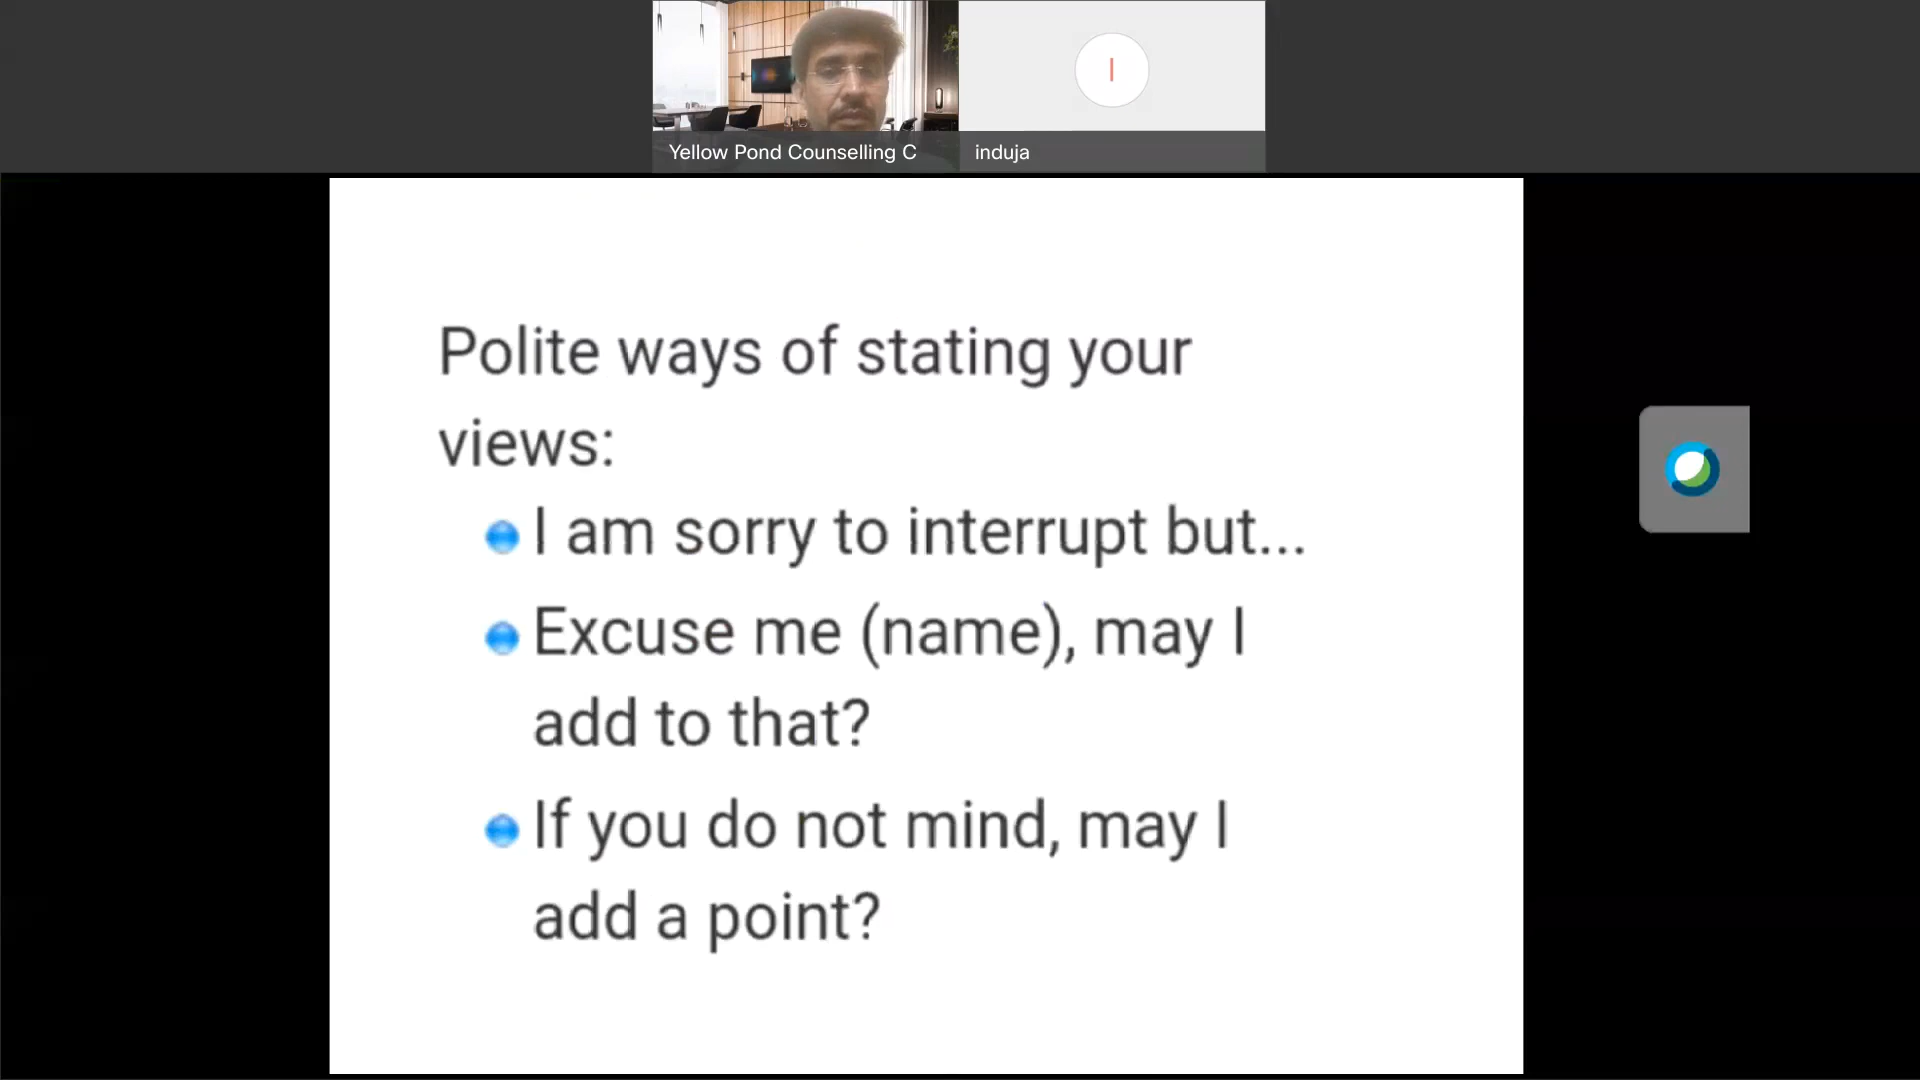 Yellow Pond Counselling C
induja
I
Polite ways of stating your
views:
I am sorry to interrupt but...
Excuse me (name), may I
add to that?
If you do not mind, may I
add a point?